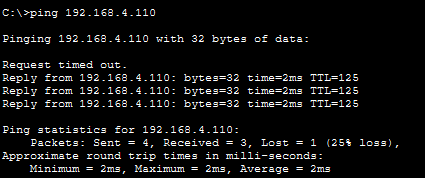 C:\>ping 192.168.4.110
Pinging 192.168.4.110 with 32 bytes of data:
Request timed out.
Reply from 192.168.4.110: bytes=32 time=2ms TTL=125
Reply from 192.168.4.110: bytes=32 time=2ms TTL=125
Reply from 192.168.4.110: bytes=32 time=2ms TTL=125
Ping statistics for 192.168.4.110:
    Packets: Sent = 4, Received = 3, Lost = 1 (25% loss),
Approximate round trip times in milli-seconds:
    Minimum = 2ms, Maximum = 2ms, Average = 2ms